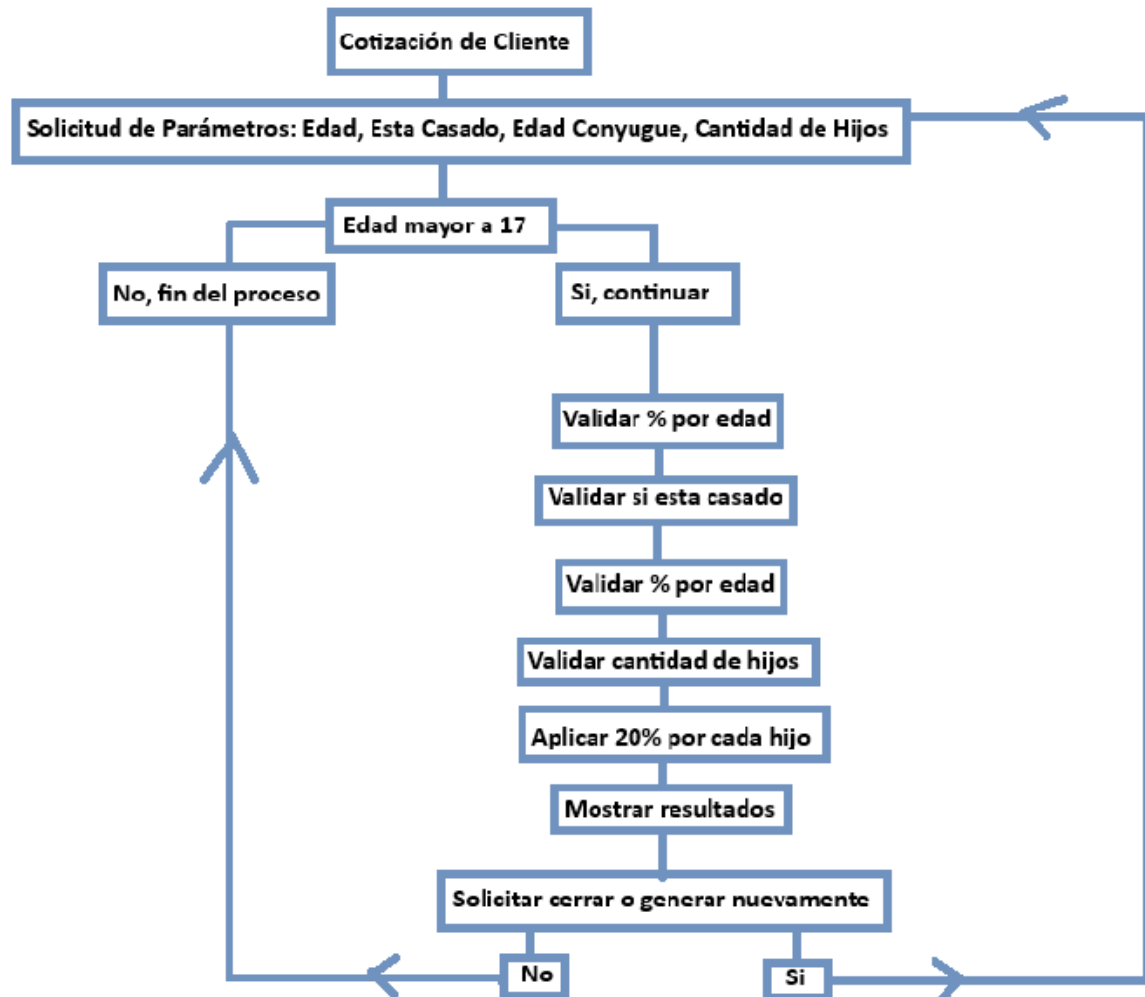 Cotización de Cliente
Solicitud de Parámetros: Edad, Esta Casado, Edad Conyugue, Cantidad de Hijos
Edad mayor a 17
No, fin del proceso
Si, continuar
Validar % por edad
Validar si esta casado
Validar % por edad
Validar cantidad de hijos
Aplicar 20% por cada hijo
Mostrar resultados
Solicitar cerrar o generar nuevamente
No
Si